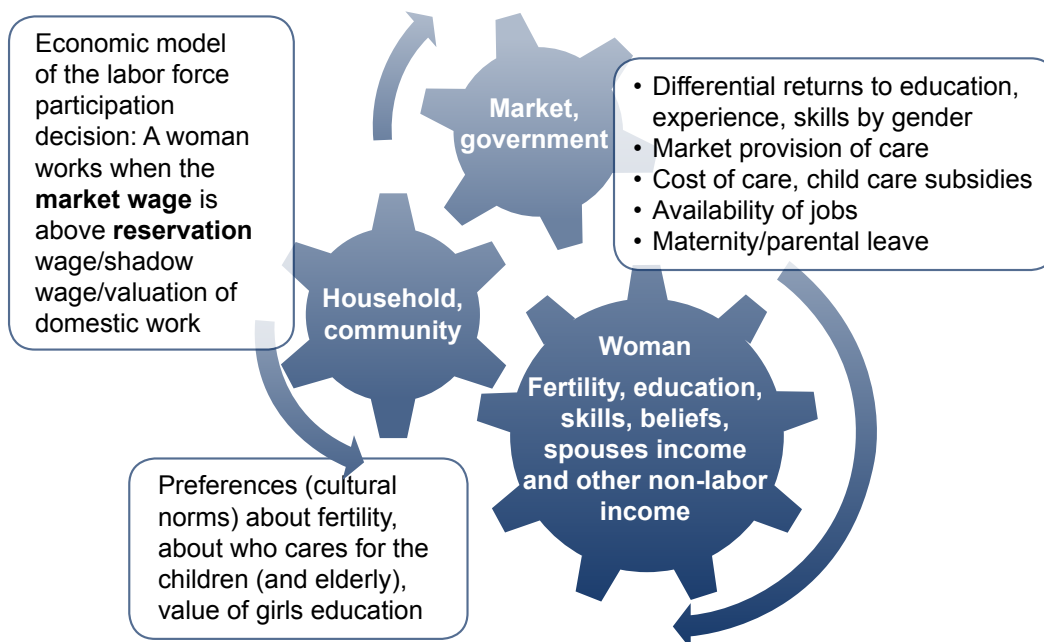 Economic model
of the labor force
participation
decision: A woman
works when the
market wage is
above reservation
wage/shadow
wage/valuation of
domestic work
Market,
government
• Differential returns to education,
experience, skills by gender
• Market provision of care
• Cost of care, child care subsidies
• Availability of jobs
• Maternity/parental leave
Household,
community
Woman
Fertility, education,
skills, beliefs,
spouses income
and other non-labor
income
Preferences (cultural
norms) about fertility,
about who cares for the
children (and elderly),
value of girls education